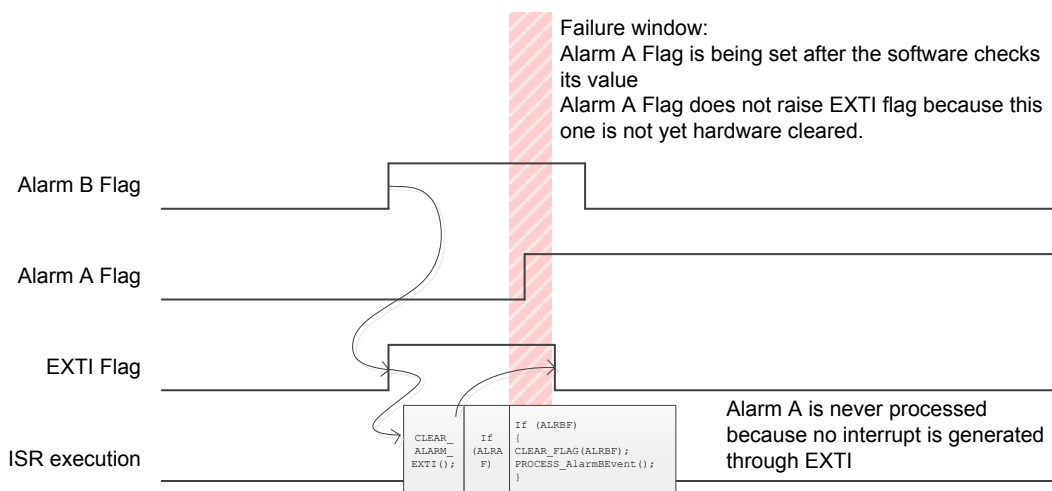 Failure window:
Alarm A Flag is being set after the software checks
its value
Alarm A Flag does not raise EXTI flag because this
one is not yet hardware cleared.
Alarm B Flag
Alarm A Flag
EXTI Flag
ISR execution
CLEAR_
ALARM_
EXTI();
If
(ALRA
F)
If (ALRBF)
{
CLEAR_FLAG(ALRBF);
PROCESS_AlarmBEvent();
}
Alarm A is never processed
because no interrupt is generated
through EXTI